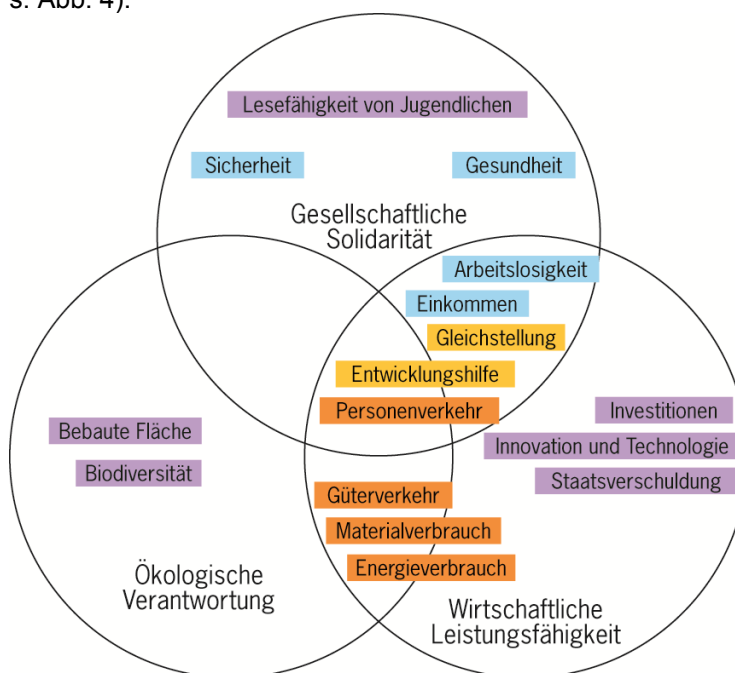 s. Abb. 4).
Lesefähigkeit von Jugendlichen
Sicherheit
Gesundheit
Gesellschaftliche
Solidarität
Arbeitslosigkeit
Einkommen
Gleichstellung
Entwicklungshilfe
Personenverkehr
Investitionen
Bebaute Fläche
Innovation und Technologie
Biodiversität
Staatsverschuldung
Güterverkehr
Materialverbrauch
Energieverbrauch
Ökologische
Verantwortung
Wirtschaftliche
Leistungsfähigkeit